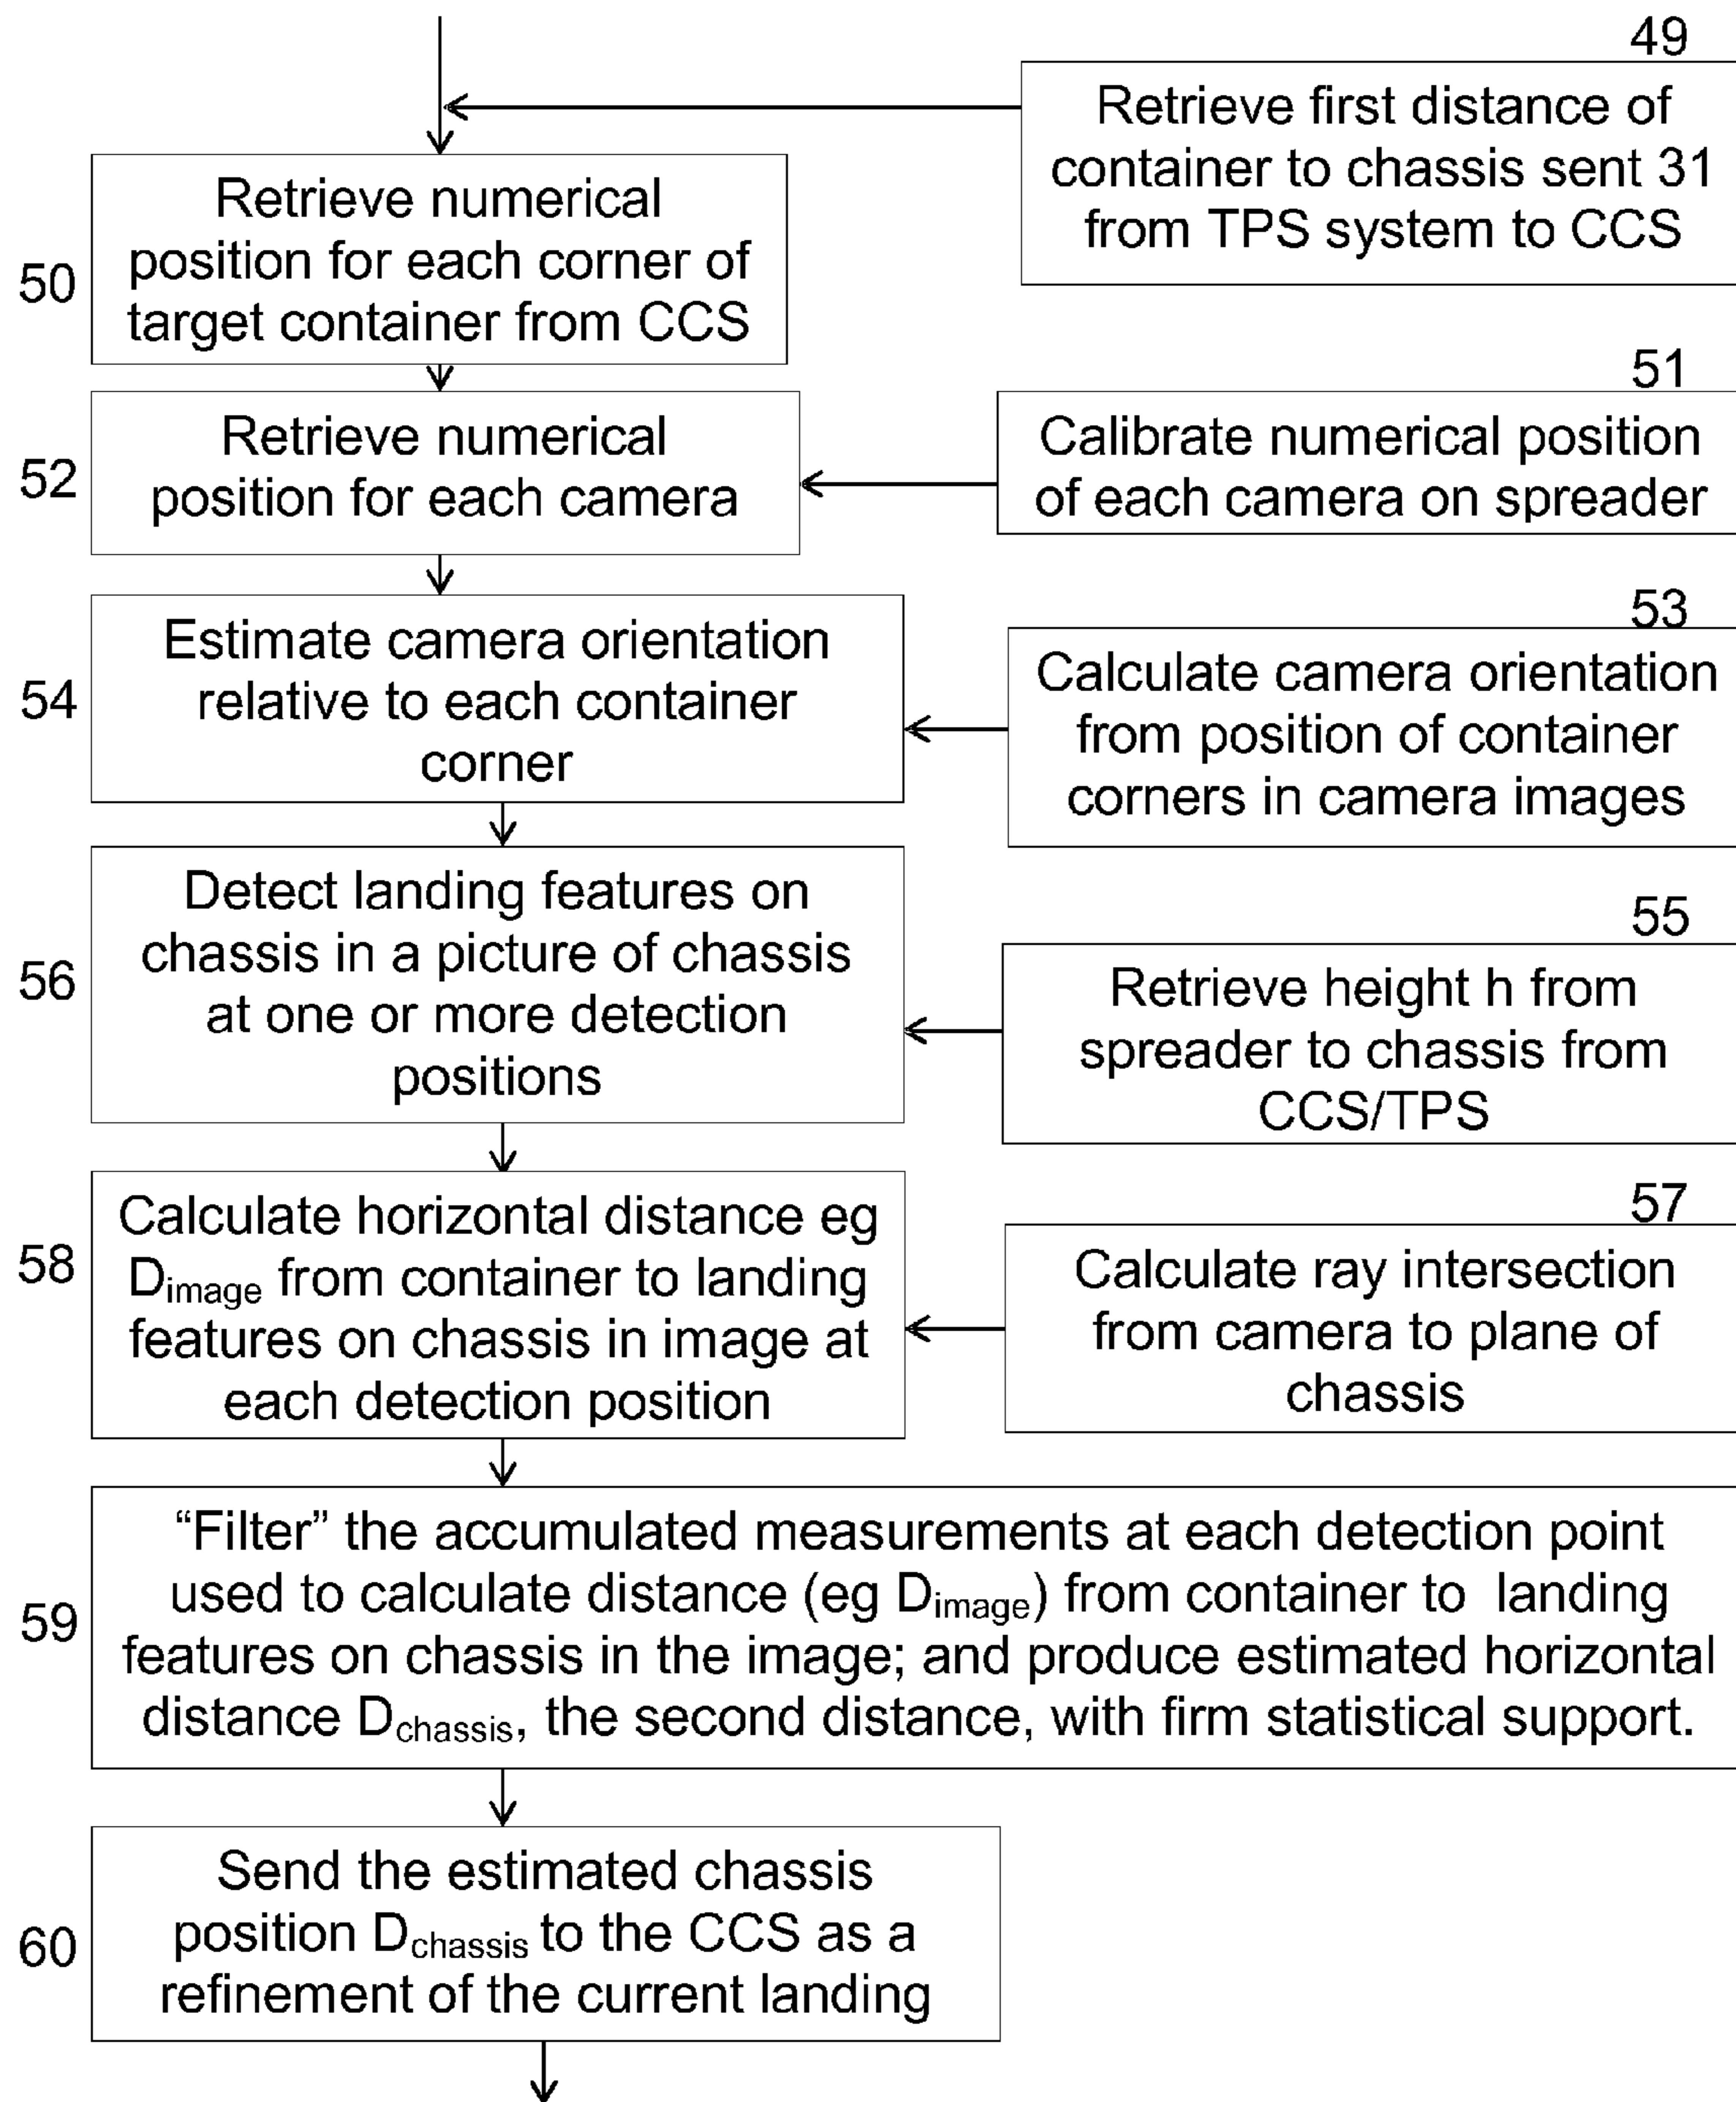 49
Retrieve first distance of
container to chassis sent 31
from TPS system to CCS
50
Retrieve numerical
position for each corner of
target container from CCS
51
Calibrate numerical position
of each camera on spreader
52
Retrieve numerical
position for each camera
53
Calculate camera orientation
from position of container
corners in camera images
54
Estimate camera orientation
relative to each container
corner
55
Retrieve height h from
spreader to chassis from
CCS/TPS
56
Detect landing features on
chassis in a picture of chassis
at one or more detection
positions
57
Calculate ray intersection
from camera to plane of
chassis
58
Calculate horizontal distance eg
Dimage from container to landing
features on chassis in image at
each detection position
59
“Filter” the accumulated measurements at each detection point
used to calculate distance (eg Dimage) from container to landing
features on chassis in the image; and produce estimated horizontal
distance Dchassis, the second distance, with firm statistical support.
60
Send the estimated chassis
position Dchassis to the CCS as a
refinement of the current landing